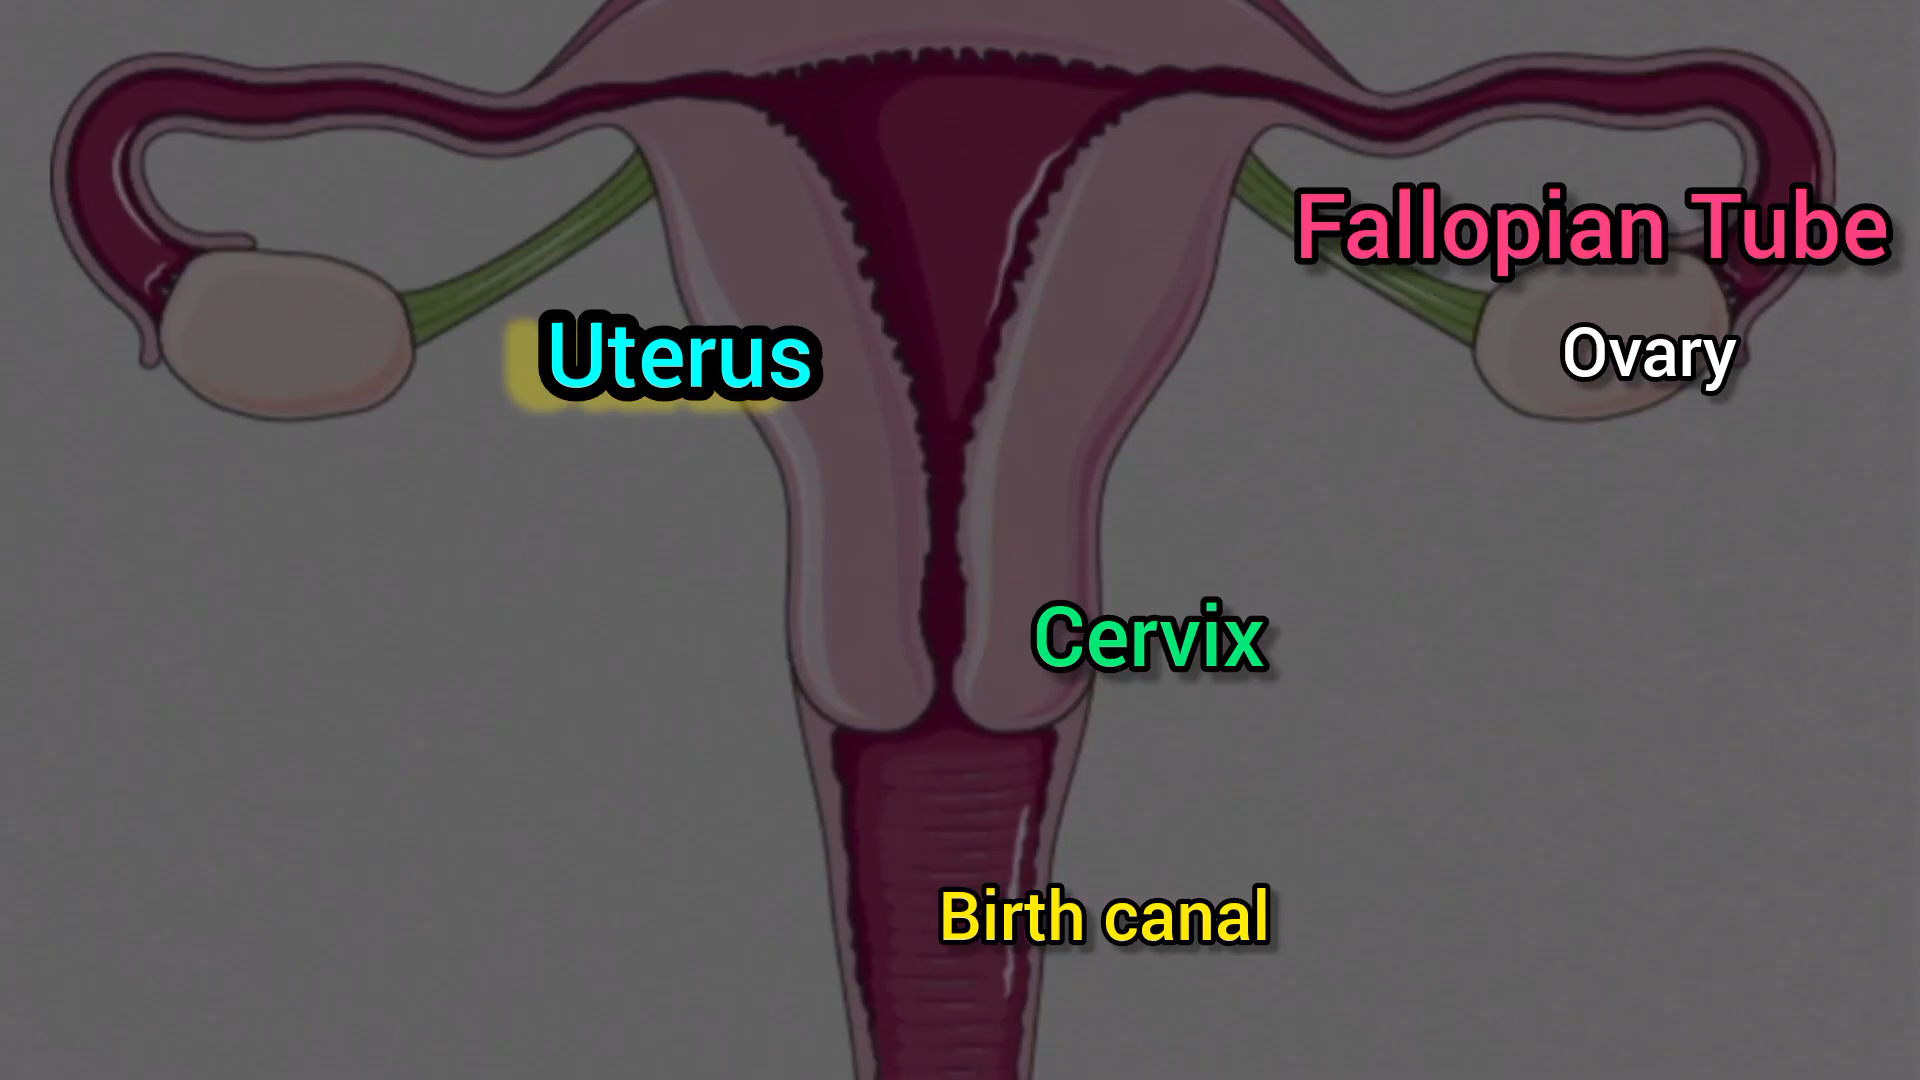 Fallopian Tube
Uterus
Ovary
Cervix
Birth canal